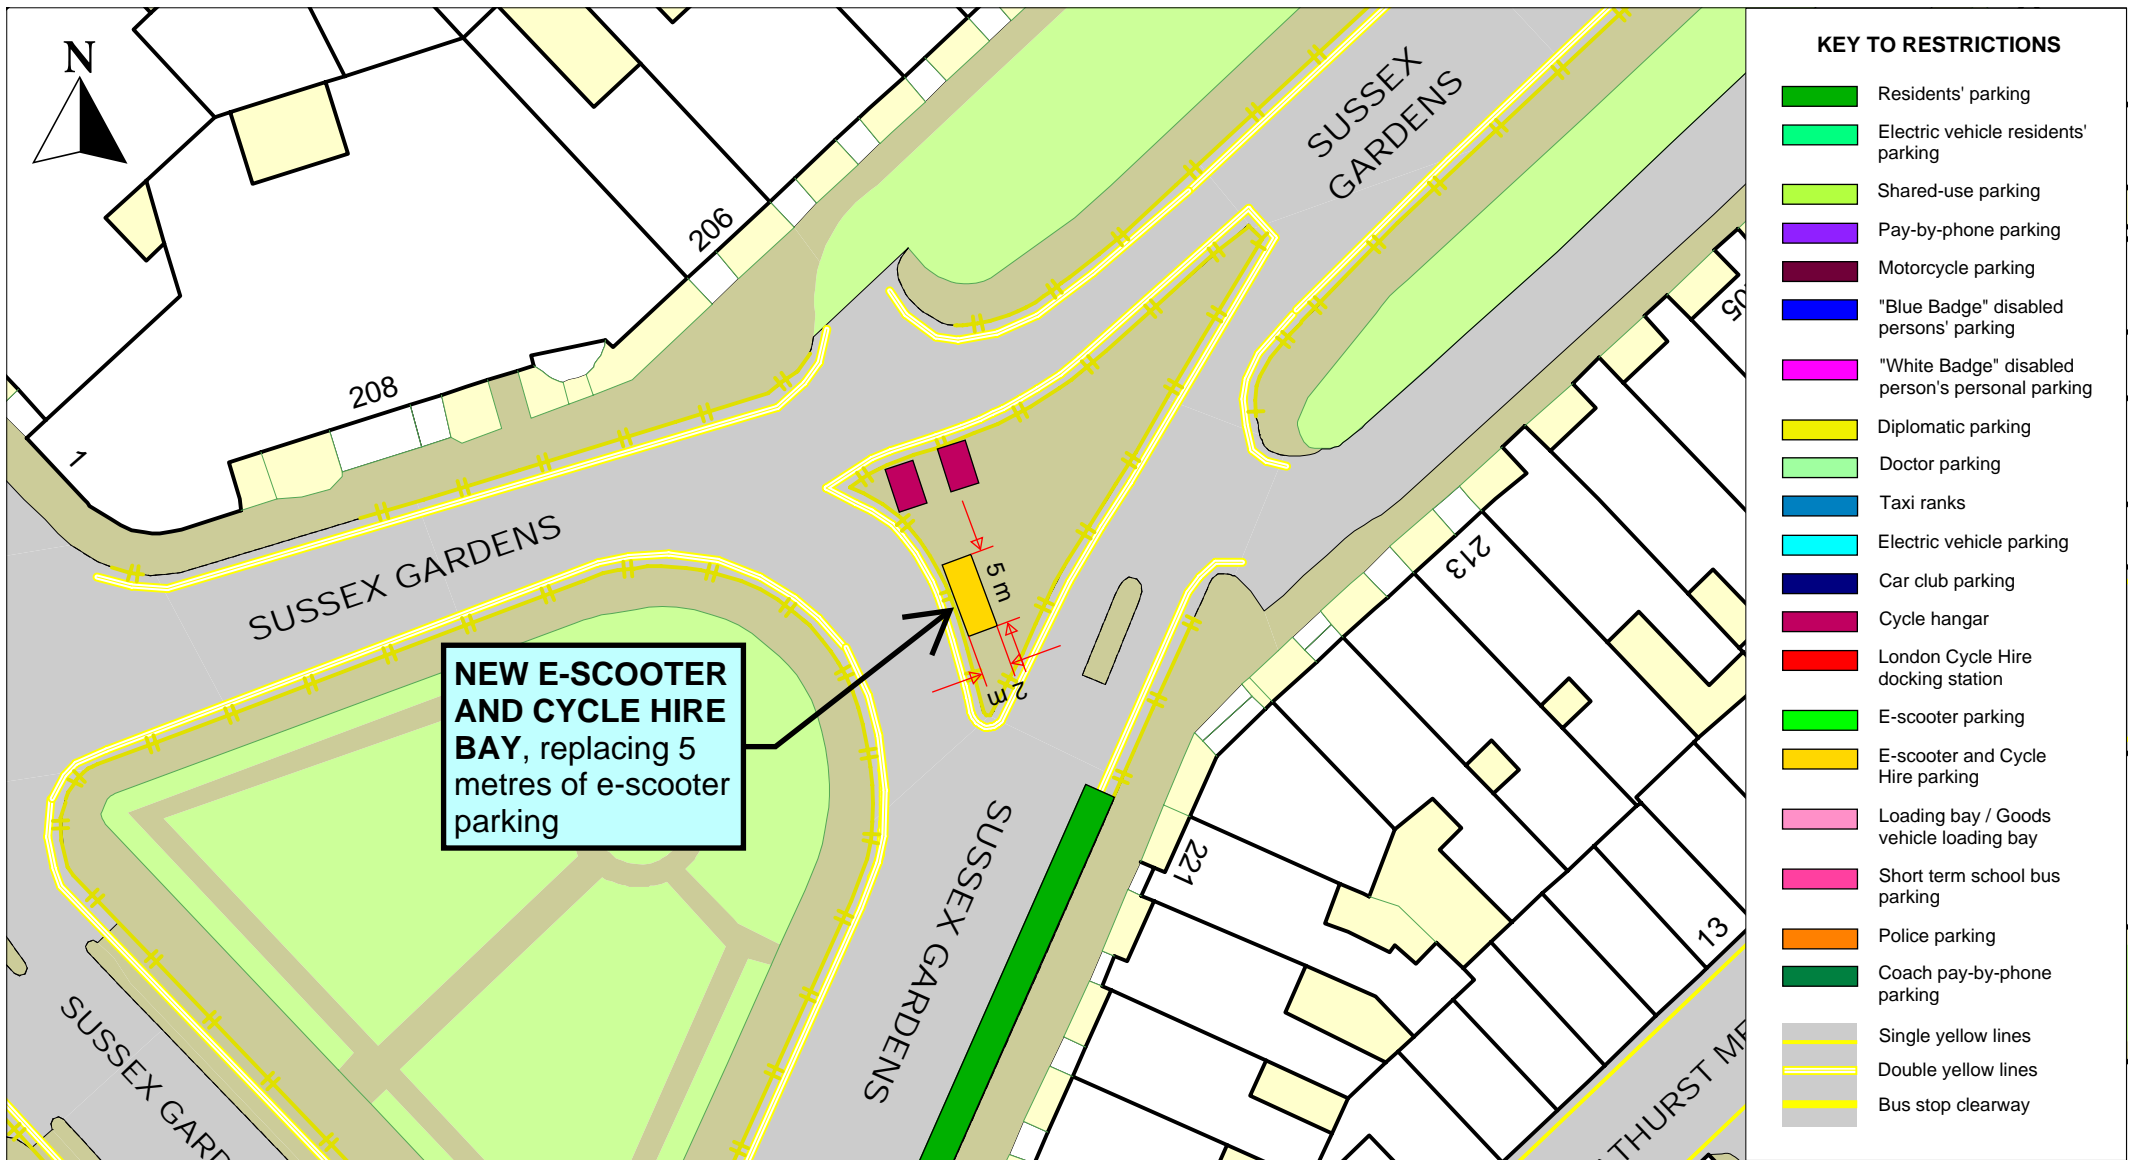 N
SUSSEX
GARDENS
206
208
1
SUSSEX GARDENS
5 m
2 m
213
NEW E-SCOOTER
AND CYCLE HIRE
BAY, replacing 5
metres of e-scooter
parking
221
SUSSEX GARDENS
13
SUSSEX GARD
THURST
KEY TO RESTRICTIONS
Residents' parking
Electric vehicle residents'
parking
Shared-use parking
Pay-by-phone parking
Motorcycle parking
"Blue Badge" disabled
persons' parking
"White Badge" disabled
person's personal parking
Diplomatic parking
Doctor parking
Taxi ranks
Electric vehicle parking
Car club parking
Cycle hangar
London Cycle Hire
docking station
E-scooter parking
E-scooter and Cycle
Hire parking
Loading bay / Goods
vehicle loading bay
Short term school bus
parking
Police parking
Coach pay-by-phone
parking
Single yellow lines
Double yellow lines
Bus stop clearway